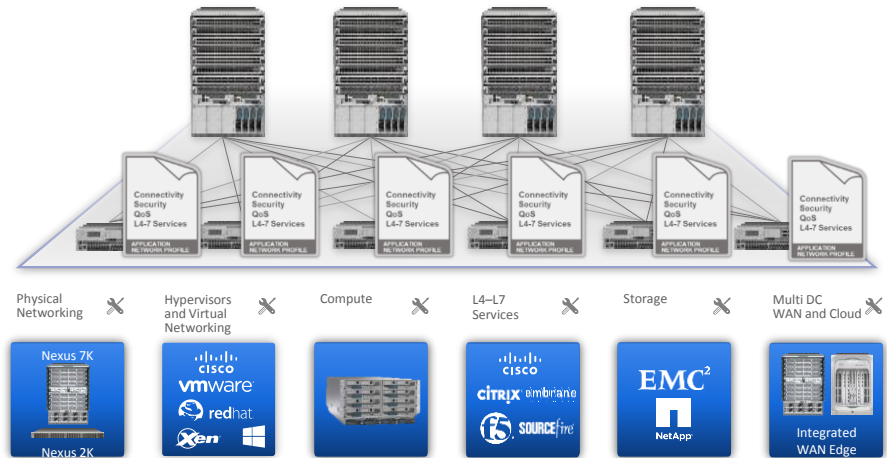 Connectivity
Security
QoS
L4-7 Services
APPLICATION
NETWORK PROFILE
Connectivity
Security
QoS
L4-7 Services
APPLICATION
NETWORK PROFILE
Connectivity
Security
QoS
L4-7 Services
APPLICATION
NETWORK PROFILE
Connectivity
Security
QoS
L4-7 Services
APPLICATION
NETWORK PROFILE
Connectivity
Security
QoS
L4-7 Services
APPLICATION
NETWORK PROFILE
Connectivity
Security
QoS
L4-7 Services
APPLICATION
NETWORK PROFILE
Physical
Networking
Hypervisors
and Virtual
Networking
Compute
L4–L7
Services
Storage
Multi DC
WAN and Cloud
Nexus 7K
Nexus 2K
CISCO
vmware
redhat
Xen
CISCO
CITRIX embrane
f5 SOURCEfire
EMC²
NetApp
Integrated
WAN Edge